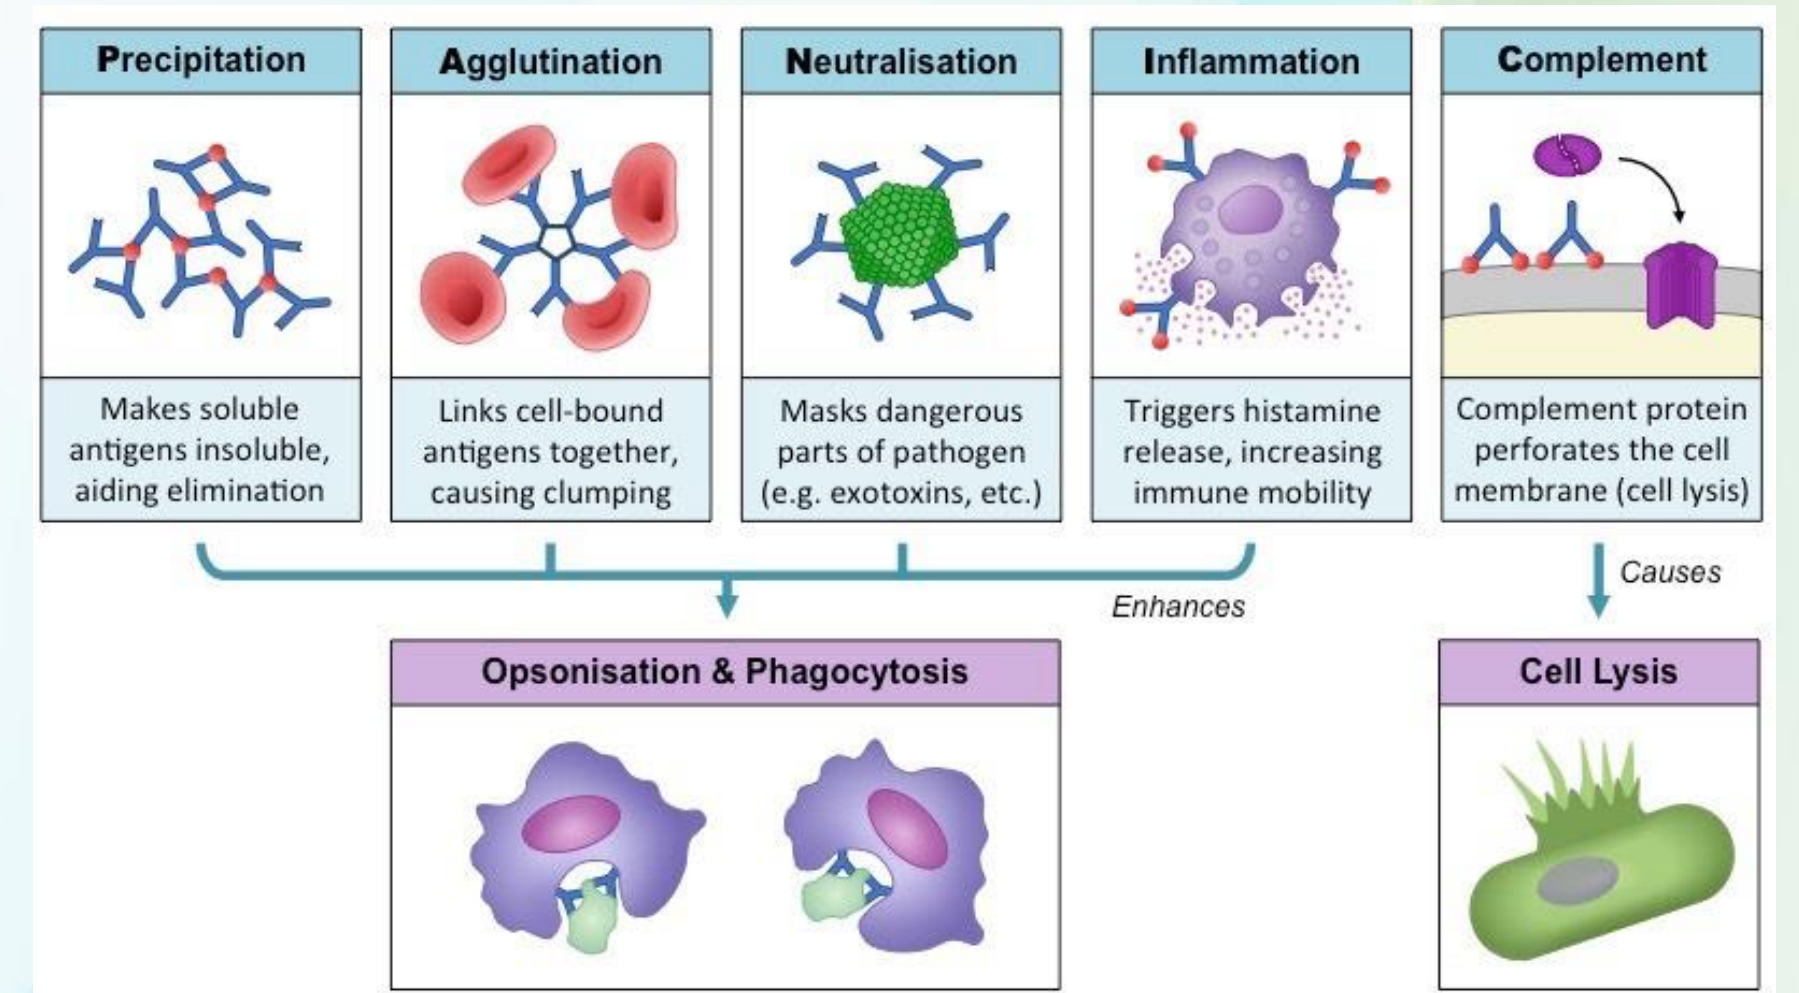 Precipitation
Agglutination
Neutralisation
Inflammation
Complement
Makes soluble
antigens insoluble,
aiding elimination
Links cell-bound
antigens together,
causing clumping
Masks dangerous
parts of pathogen
(e.g. exotoxins, etc.)
Triggers histamine
release, increasing
immune mobility
Complement protein
perforates the cell
membrane (cell lysis)
Enhances
Causes
Opsonisation & Phagocytosis
Cell Lysis